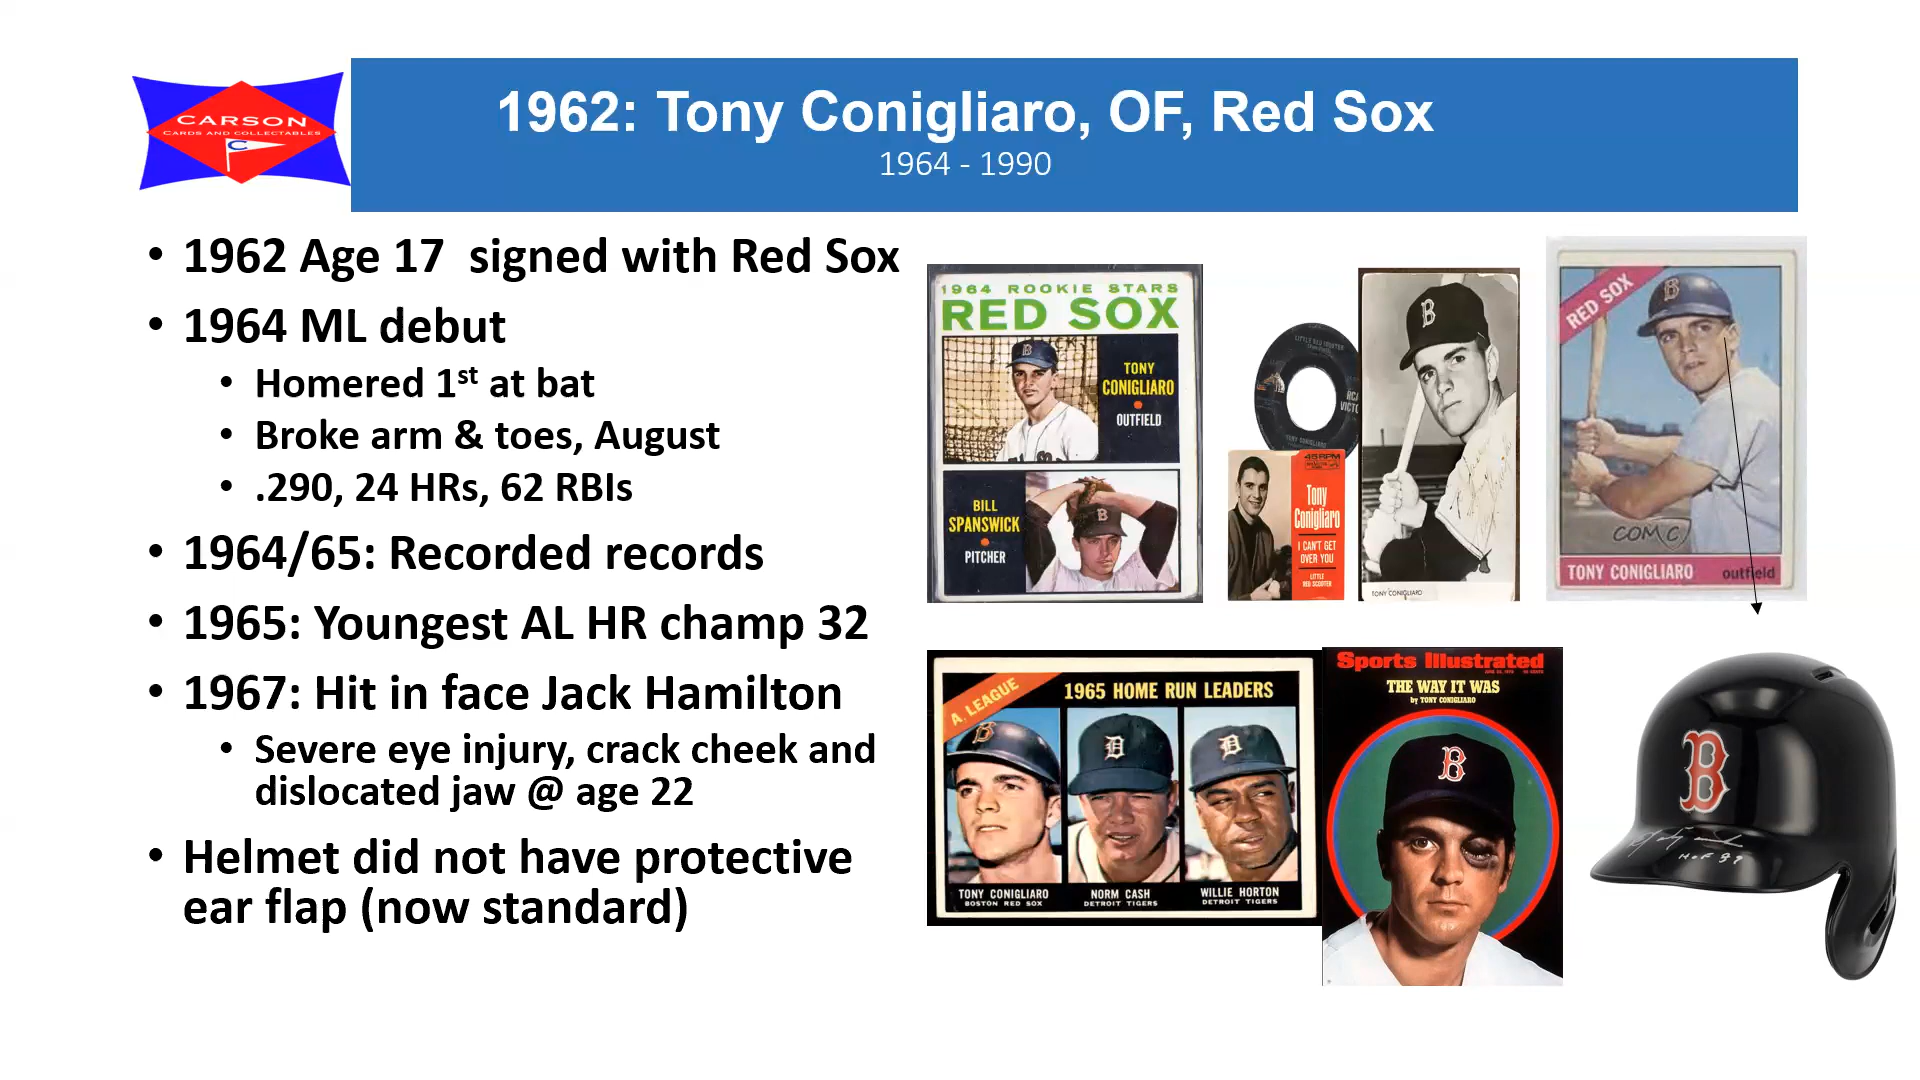 CARSON
CARDS AND COLLECTABLES
C
1962: Tony Conigliaro, OF, Red Sox
1964 - 1990
• 1962 Age 17  signed with Red Sox
• 1964 ML debut
• Homered 1st at bat
• Broke arm & toes, August
• .290, 24 HRs, 62 RBIs
• 1964/65: Recorded records
• 1965: Youngest AL HR champ 32
• 1967: Hit in face Jack Hamilton
• Severe eye injury, crack cheek and
dislocated jaw @ age 22
• Helmet did not have protective
ear flap (now standard)
1964 ROOKIE STARS
RED SOX
B
TONY
CONIGLIARO
OUTFIELD
BILL
SPANSWICK
PITCHER
B
LITTLE RED SCOOTER
RCA
VICTO
TONY CONIGLIARO
45 RPM
Tony
Conigliaro
I CAN'T GET
OVER YOU
LITTLE
RED SCOOTER
B
TONY CONIGLIARO
RED SOX
B
COMC
TONY CONIGLIARO
outfield
A. LEAGUE
1965 HOME RUN LEADERS
B
D
D
TONY CONIGLIARO
BOSTON RED SOX
NORM CASH
DETROIT TIGERS
WILLIE HORTON
DETROIT TIGERS
Sports Illustrated
THE WAY IT WAS
by TONY CONIGLIARO
B
B